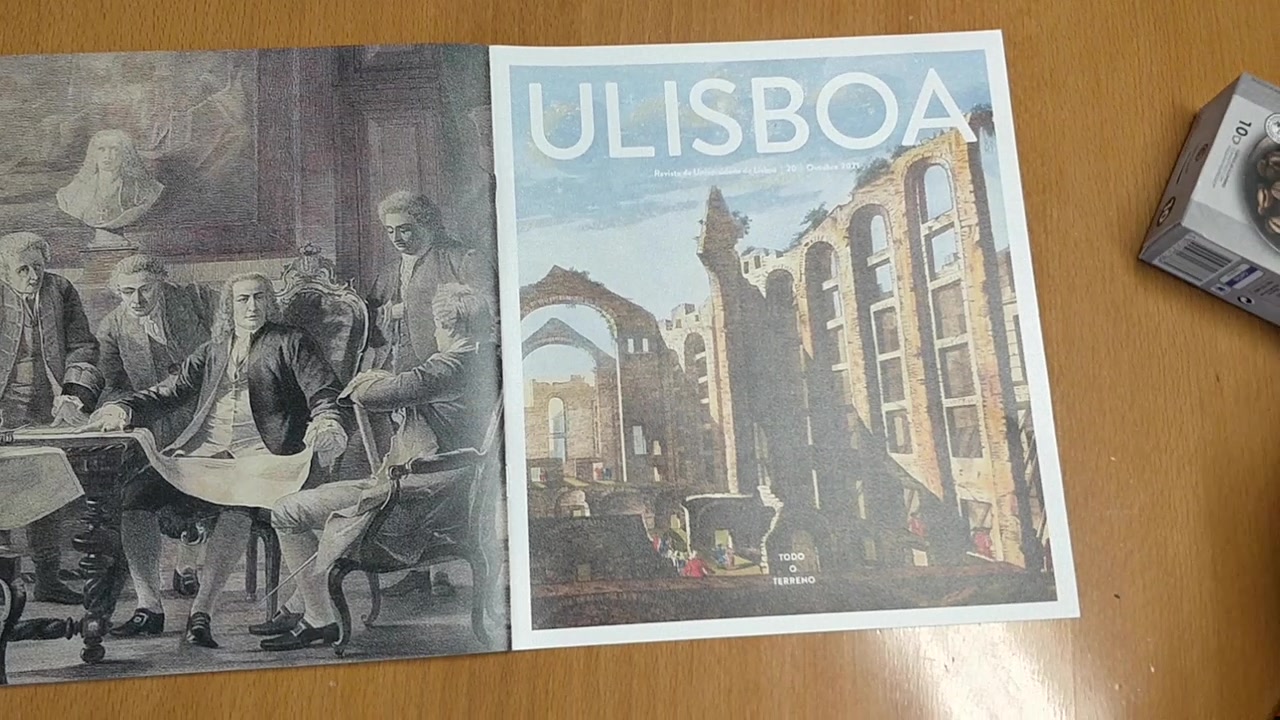 ULISBOA
Revista da Universidade de Lisboa | 20 | Outubro 2021
TODO
O
TERRENO
10